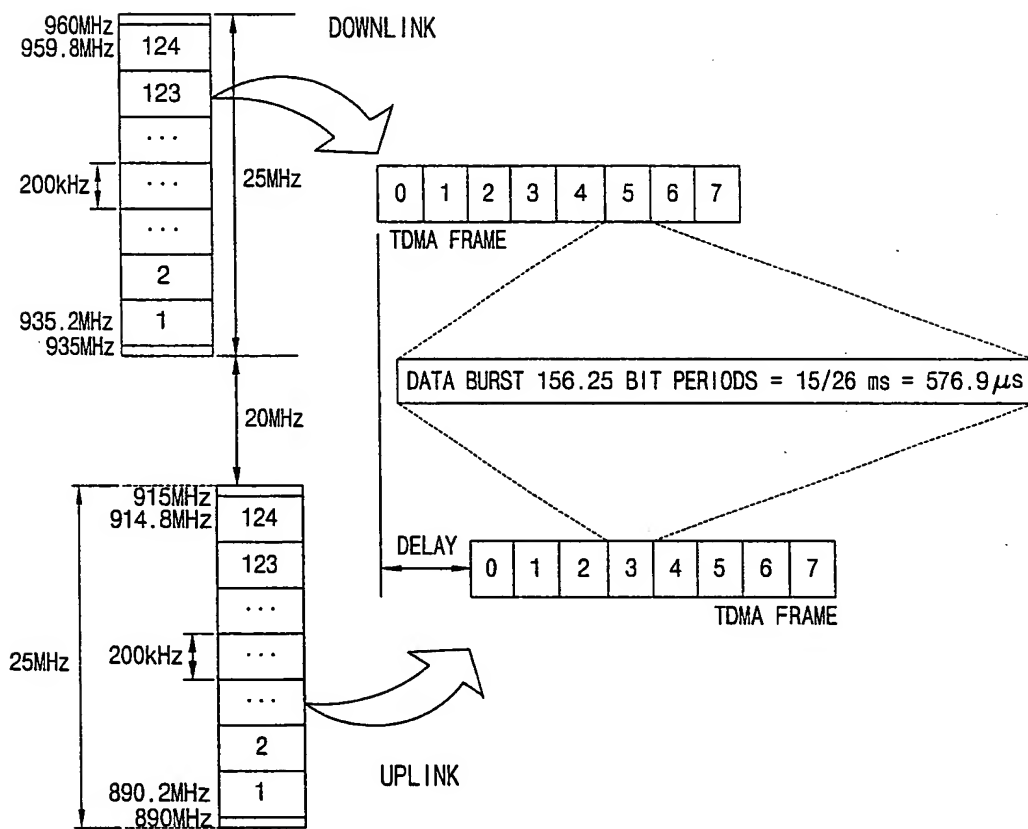 DOWNLINK
960MHz
959.8MHz
124
123
...
200kHz
...
25MHz
...
2
935.2MHz
1
935MHz
0 1 2 3 4 5 6 7
TDMA FRAME
DATA BURST 156.25 BIT PERIODS = 15/26 ms = 576.9 μs
20MHz
915MHz
914.8MHz
124
123
...
25MHz
200kHz
...
...
2
890.2MHz
1
890MHz
DELAY
0 1 2 3 4 5 6 7
TDMA FRAME
UPLINK